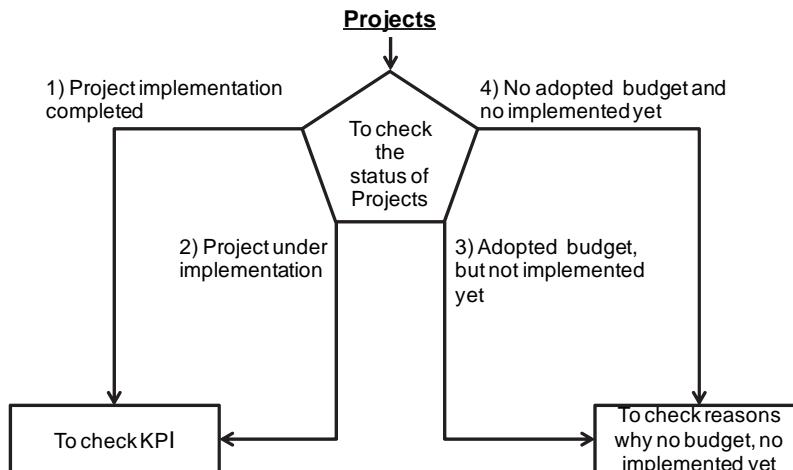 Projects
1) Project implementation
completed
4) No adopted budget and
no implemented yet
To check
the
status of
Projects
2) Project under
implementation
3) Adopted budget,
but not implemented
yet
To check KPI
To check reasons
why no budget, no
implemented yet